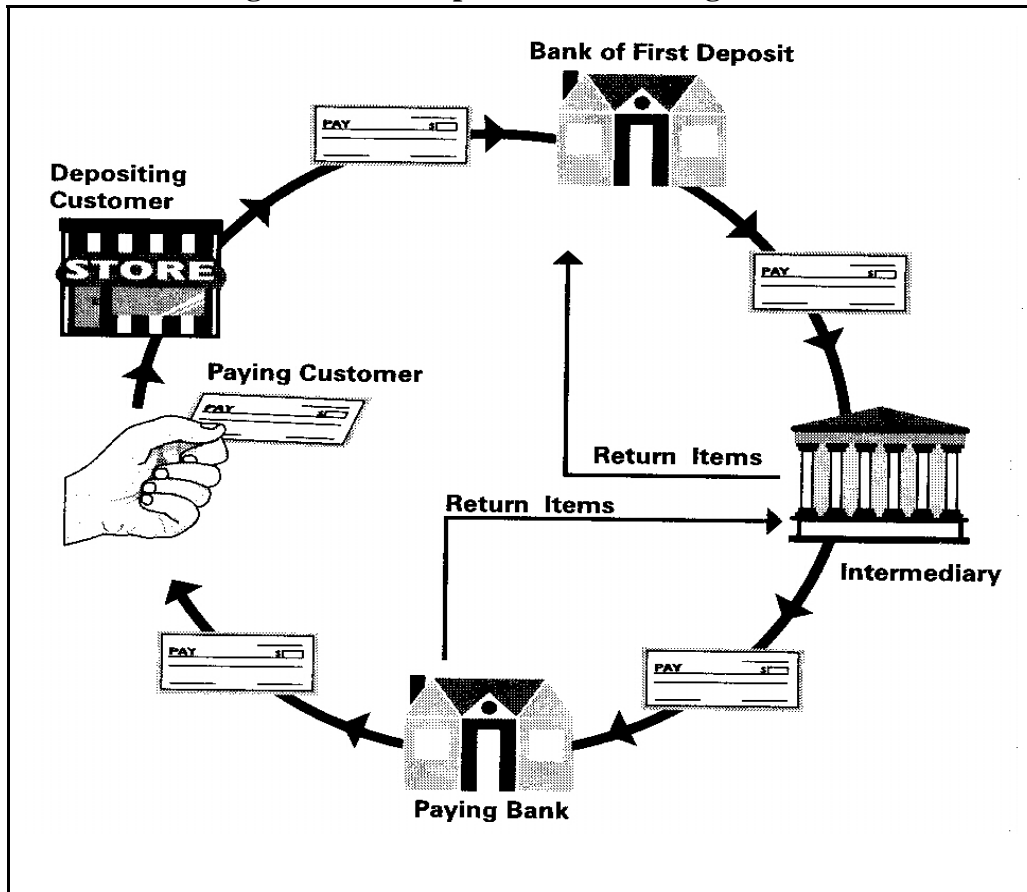 Bank of First Deposit
PAY $
Depositing
Customer
STORE
PAY $
Paying Customer
PAY $
Return Items
Return Items
Intermediary
PAY $
PAY $
Paying Bank